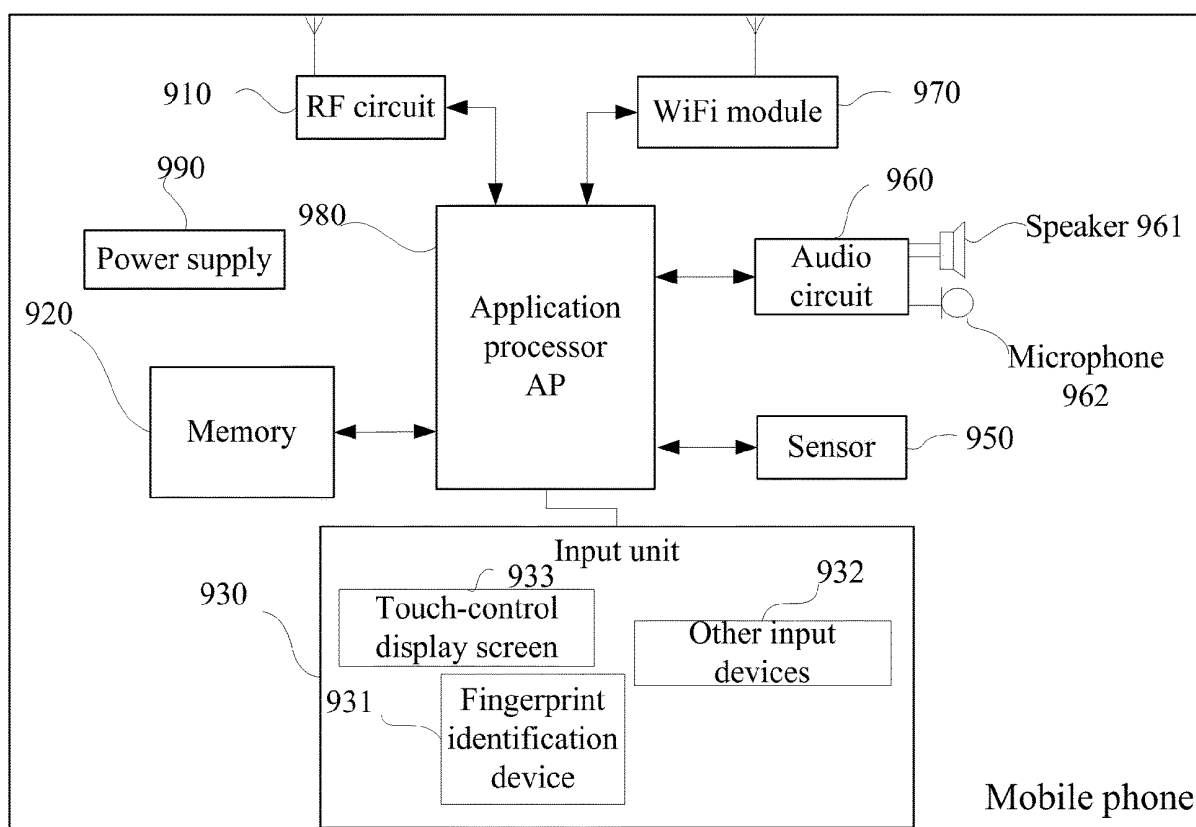 910
RF circuit
WiFi module
970
990
Power supply
980
960
Audio
circuit
Speaker 961
Microphone
962
920
Memory
Application
processor
AP
Sensor
950
Input unit
930
933
Touch-control
display screen
932
Other input
devices
931
Fingerprint
identification
device
Mobile phone